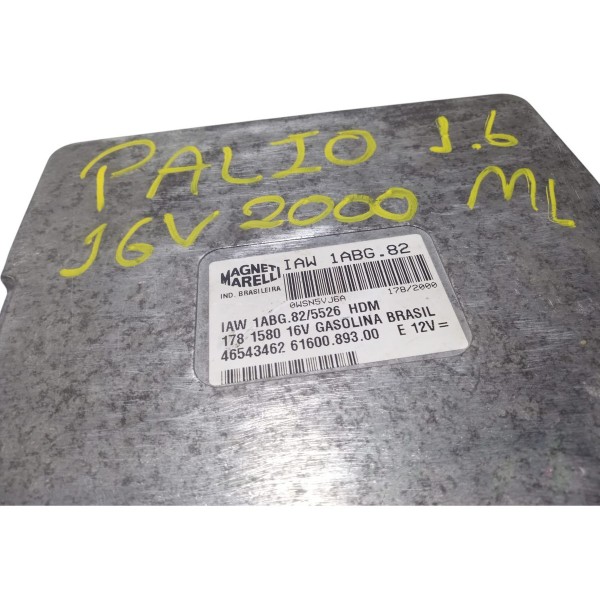 PALIO 1.6
16V 2000 ML
MAGNETI MARELLI IAW 1ABG.82
IND. BRASILEIRA
0WSN5VJ6A 178/2000
IAW 1ABG.82/5526 HDM
178 1580 16V GASOLINA BRASIL
46543462 61600.893.00 E 12V=